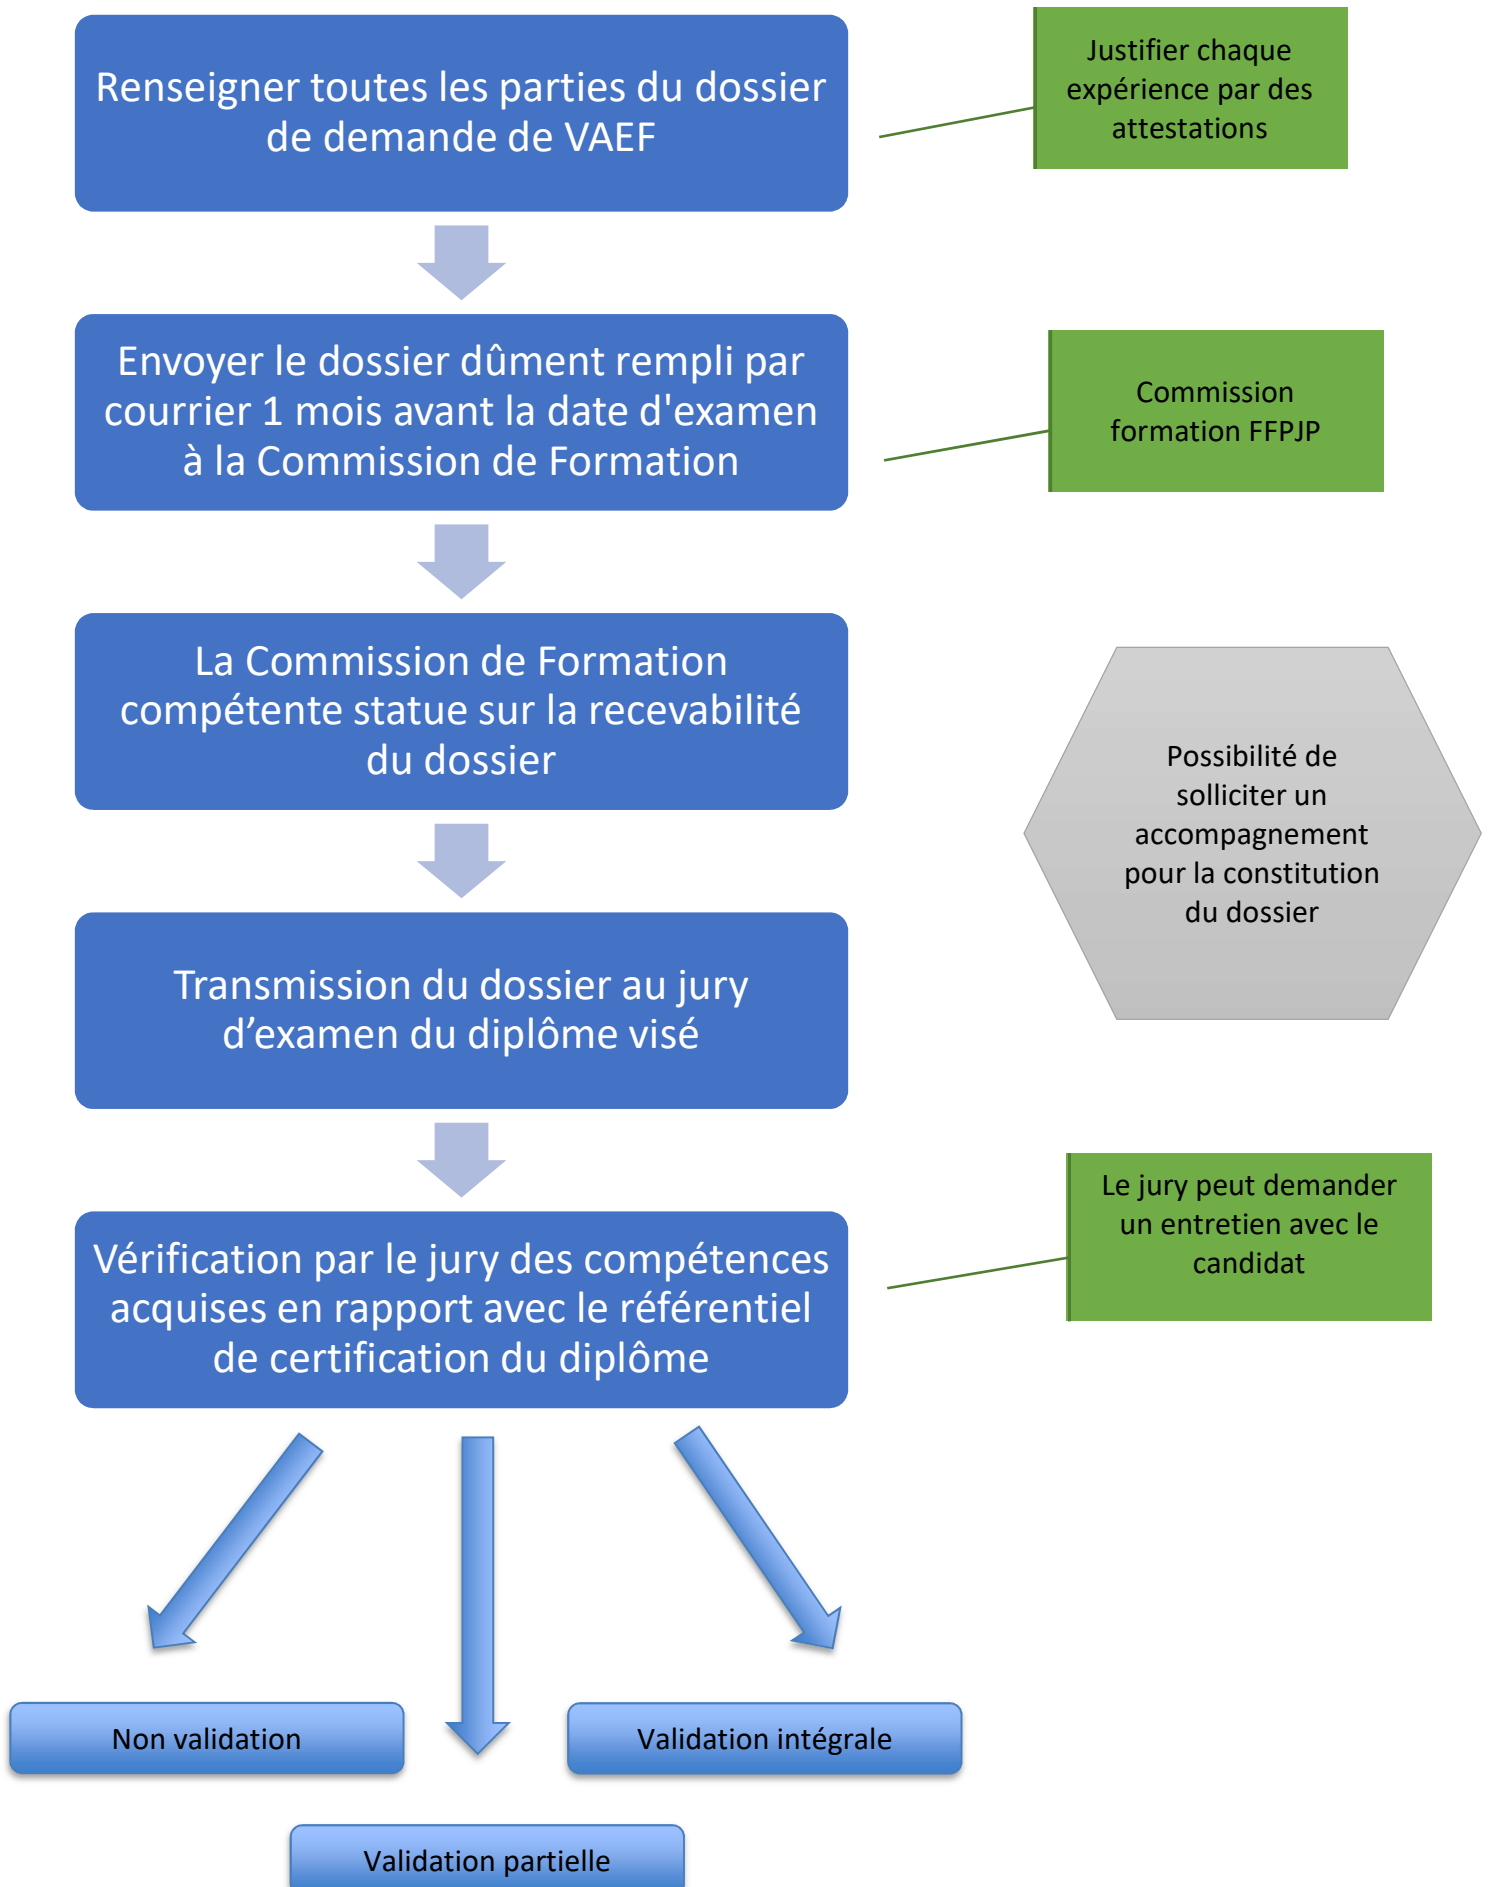 Renseigner toutes les parties du dossier
de demande de VAEF
Justifier chaque
expérience par des
attestations
Envoyer le dossier dûment rempli par
courrier 1 mois avant la date d'examen
à la Commission de Formation
Commission
formation FFPJP
La Commission de Formation
compétente statue sur la recevabilité
du dossier
Possibilité de
solliciter un
accompagnement
pour la constitution
du dossier
Transmission du dossier au jury
d’examen du diplôme visé
Vérification par le jury des compétences
acquises en rapport avec le référentiel
de certification du diplôme
Le jury peut demander
un entretien avec le
candidat
Non validation
Validation intégrale
Validation partielle